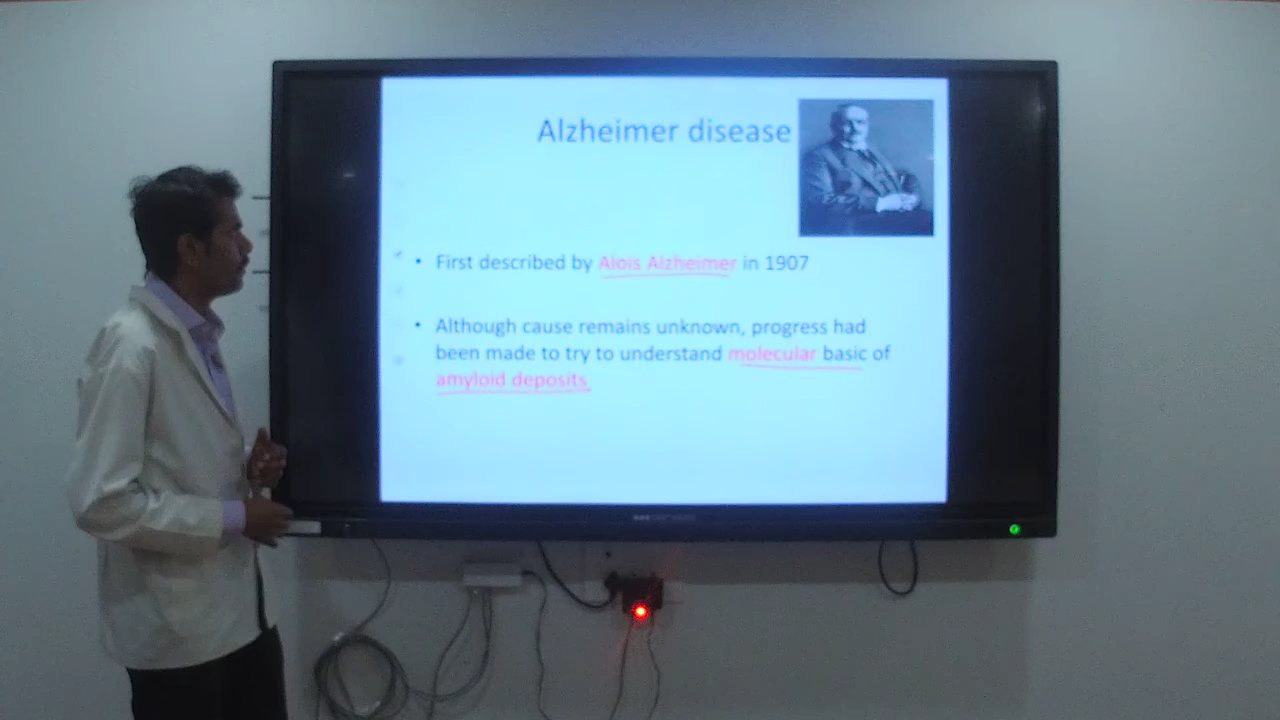 Alzheimer disease
• First described by Alois Alzheimer in 1907
• Although cause remains unknown, progress had
been made to try to understand molecular basic of
amyloid deposits